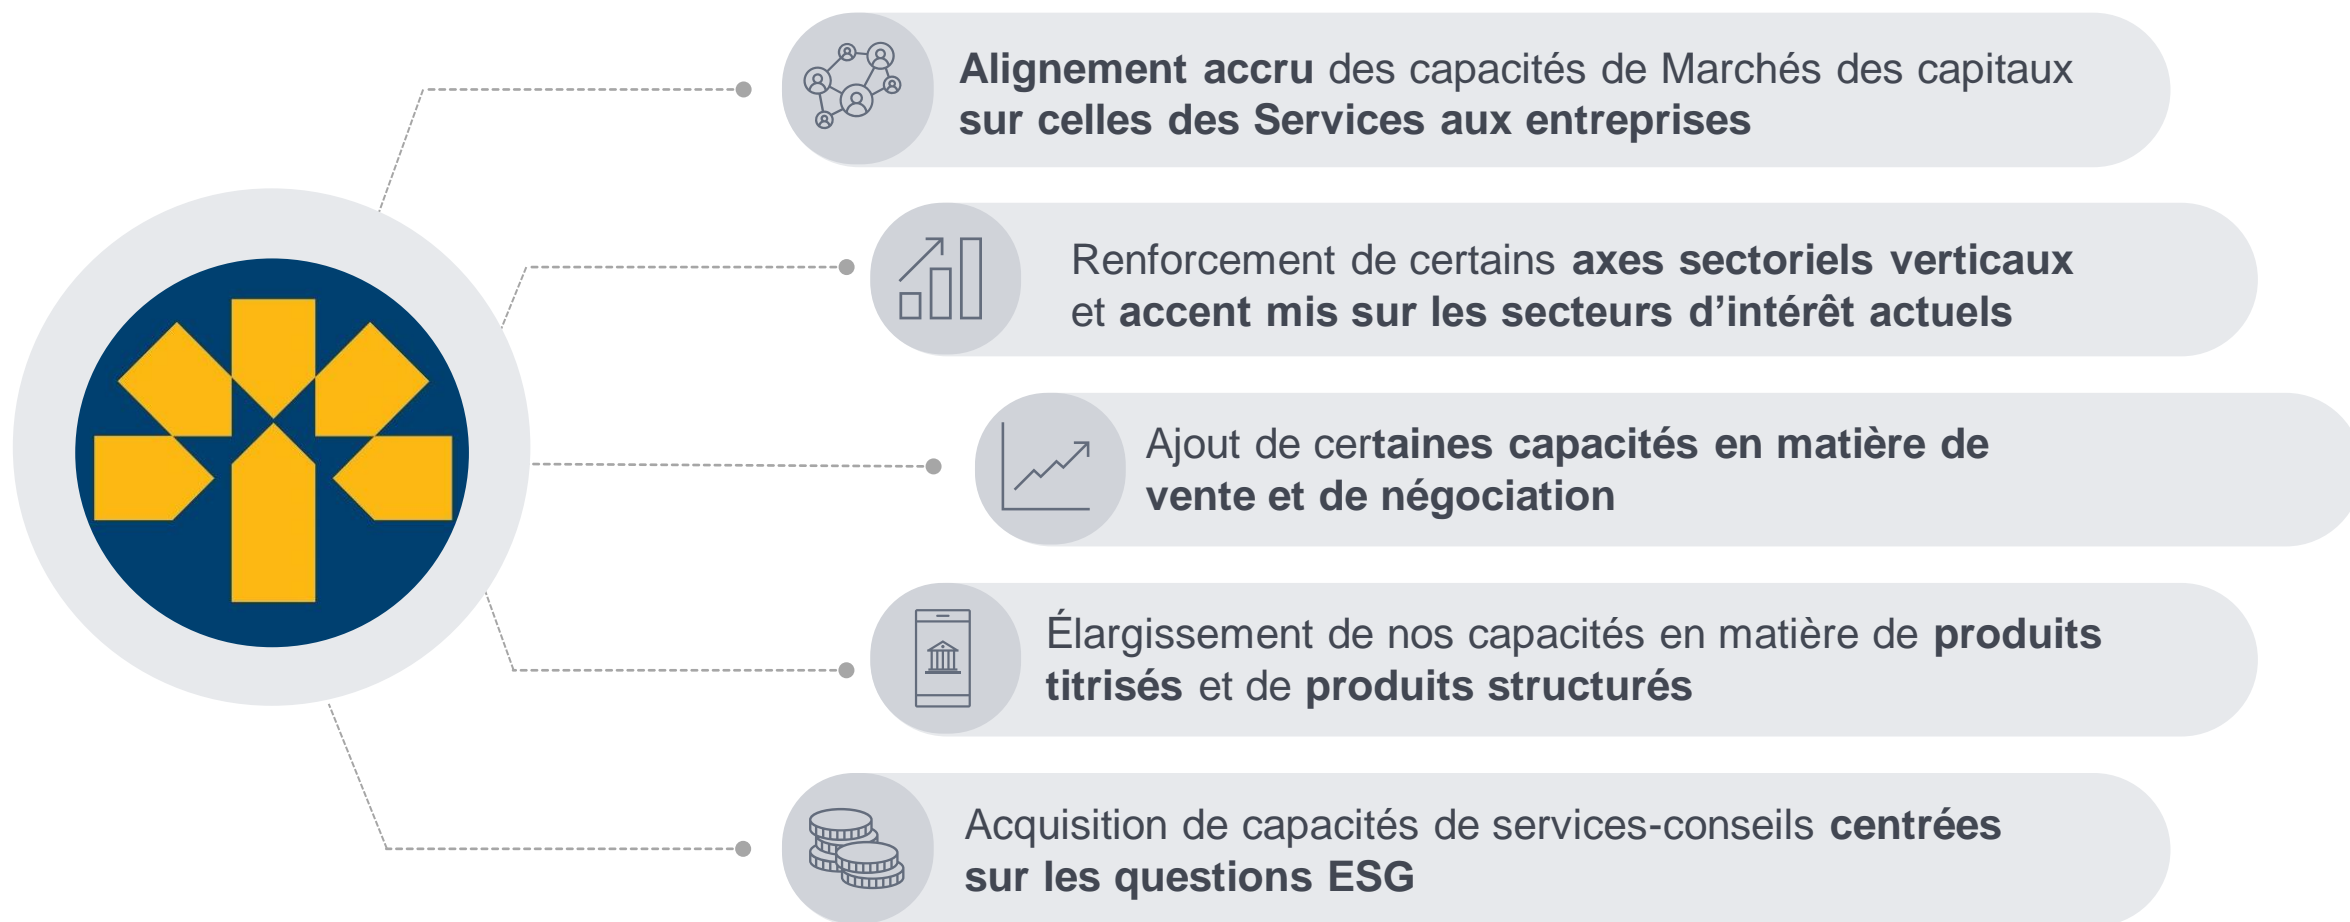 Alignement accru des capacités de Marchés des capitaux
sur celles des Services aux entreprises
Renforcement de certains axes sectoriels verticaux
et accent mis sur les secteurs d’intérêt actuels
Ajout de certaines capacités en matière de
vente et de négociation
Élargissement de nos capacités en matière de produits
titrisés et de produits structurés
Acquisition de capacités de services-conseils centrées
sur les questions ESG